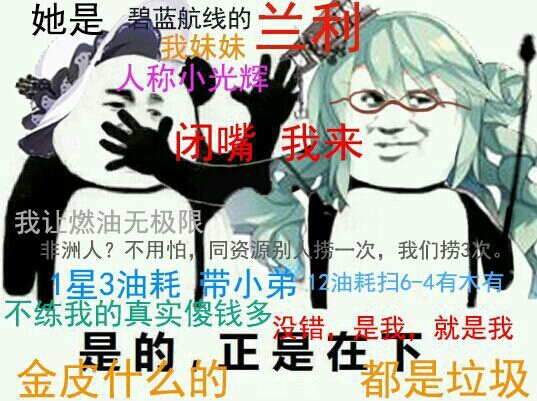 她是 碧蓝航线的 兰利
我妹妹
人称小光辉
闭嘴 我来
我让燃油无极限
非洲人？不用怕，同资源别人捞一次，我们捞3次。
1星3油耗 带小弟 12油耗扫6-4有木有
不练我的真实傻钱多
没错，是我，就是我
是的，正是在下
金皮什么的 都是垃圾